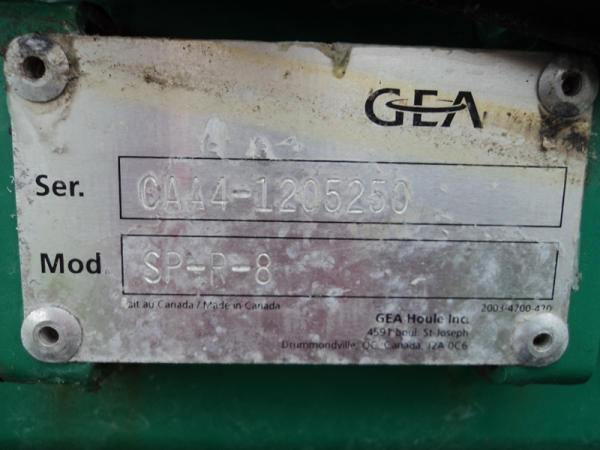 GEA
Ser. CAA4-1205250
Mod SP-R-8
Fait au Canada / Made in Canada 2003-4700-420
GEA Houle Inc.
4591 boul. St-Joseph
Drummondville, QC, Canada, J2A 0C6